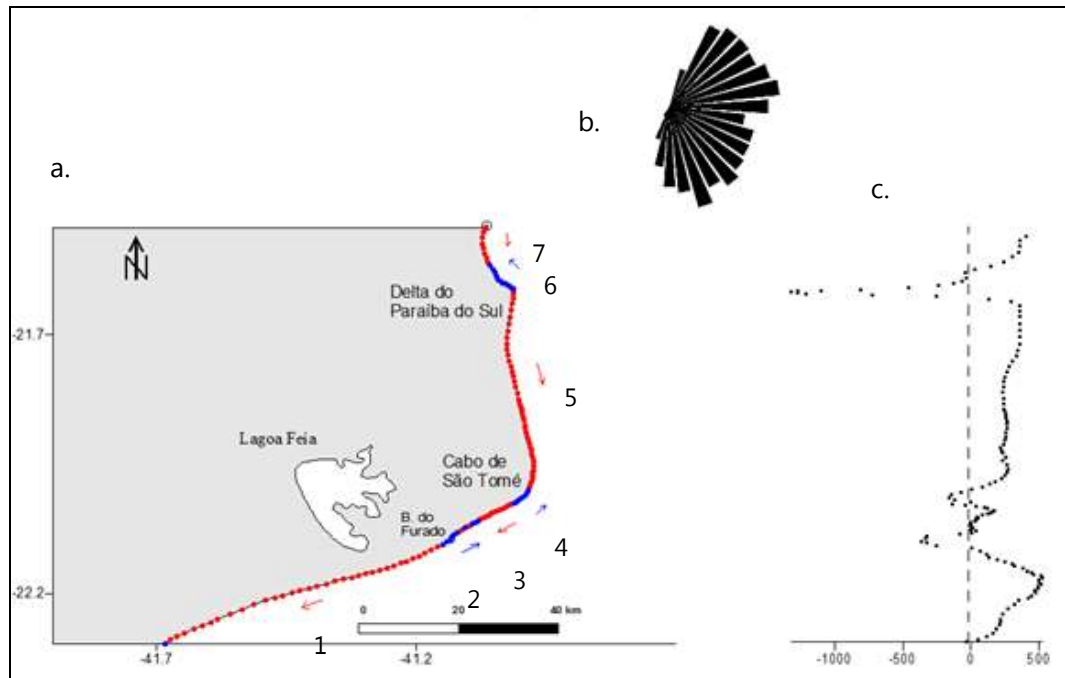 b.
a.
c.
7
6
Delta do
Paraíba do Sul
-21.7
5
Lagoa Feia
Cabo de
São Tomé
B. do
Furado
4
3
-22.2
2
0 20 40 km
1
-41.7 -41.2
-1000 -500 0 500
N